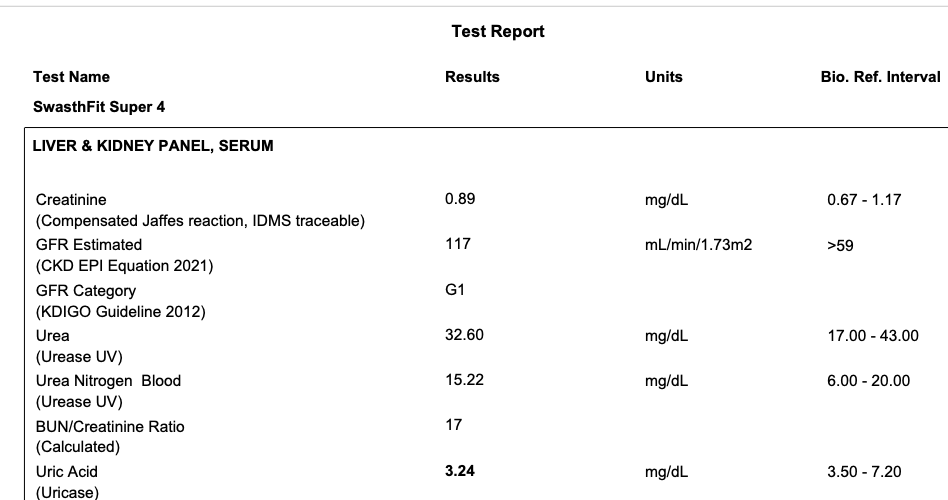 Test Report
Test Name Results Units Bio. Ref. Interval
SwasthFit Super 4
LIVER & KIDNEY PANEL, SERUM
Creatinine 0.89 mg/dL 0.67 - 1.17
(Compensated Jaffes reaction, IDMS traceable)
GFR Estimated 117 mL/min/1.73m2 >59
(CKD EPI Equation 2021)
GFR Category G1
(KDIGO Guideline 2012)
Urea 32.60 mg/dL 17.00 - 43.00
(Urease UV)
Urea Nitrogen Blood 15.22 mg/dL 6.00 - 20.00
(Urease UV)
BUN/Creatinine Ratio 17
(Calculated)
Uric Acid 3.24 mg/dL 3.50 - 7.20
(Uricase)